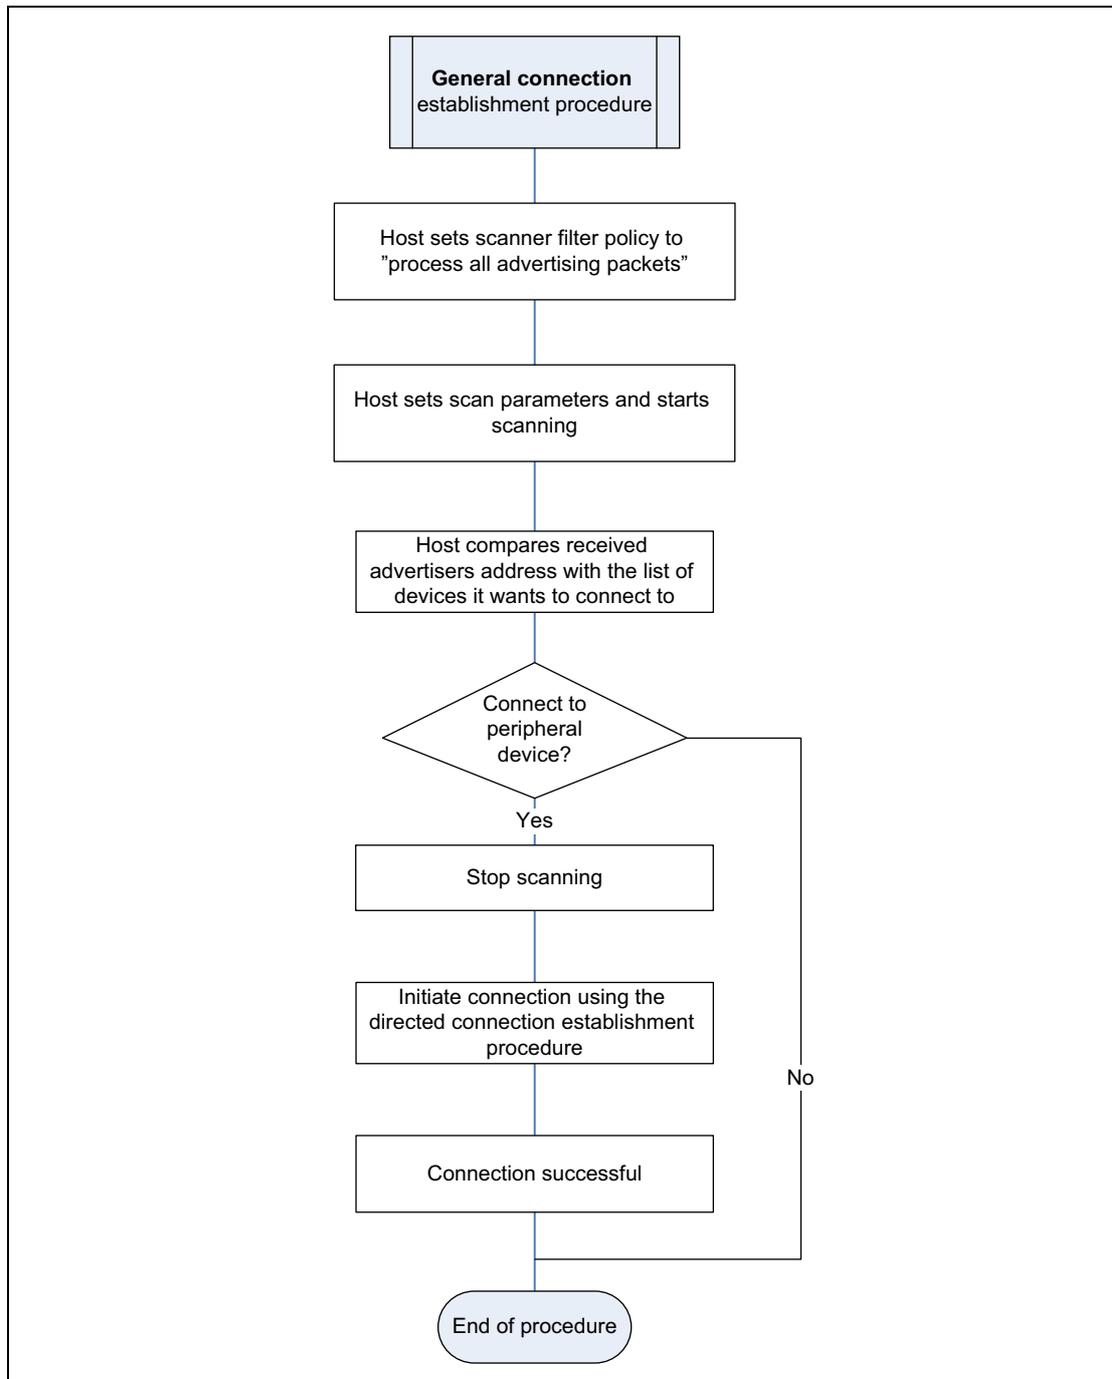 General connection
establishment procedure
Host sets scanner filter policy to
”process all advertising packets”
Host sets scan parameters and starts
scanning
Host compares received
advertisers address with the list of
devices it wants to connect to
Connect to
peripheral
device?
Yes
Stop scanning
Initiate connection using the
directed connection establishment
procedure
No
Connection successful
End of procedure